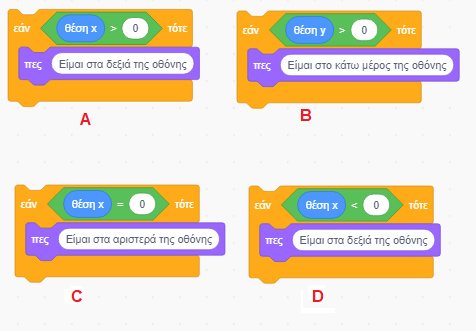 εάν θέση x > 0 τότε
πες Είμαι στα δεξιά της οθόνης
A
εάν θέση y > 0 τότε
πες Είμαι στο κάτω μέρος της οθόνης
B
εάν θέση x = 0 τότε
πες Είμαι στα αριστερά της οθόνης
C
εάν θέση x < 0 τότε
πες Είμαι στα δεξιά της οθόνης
D